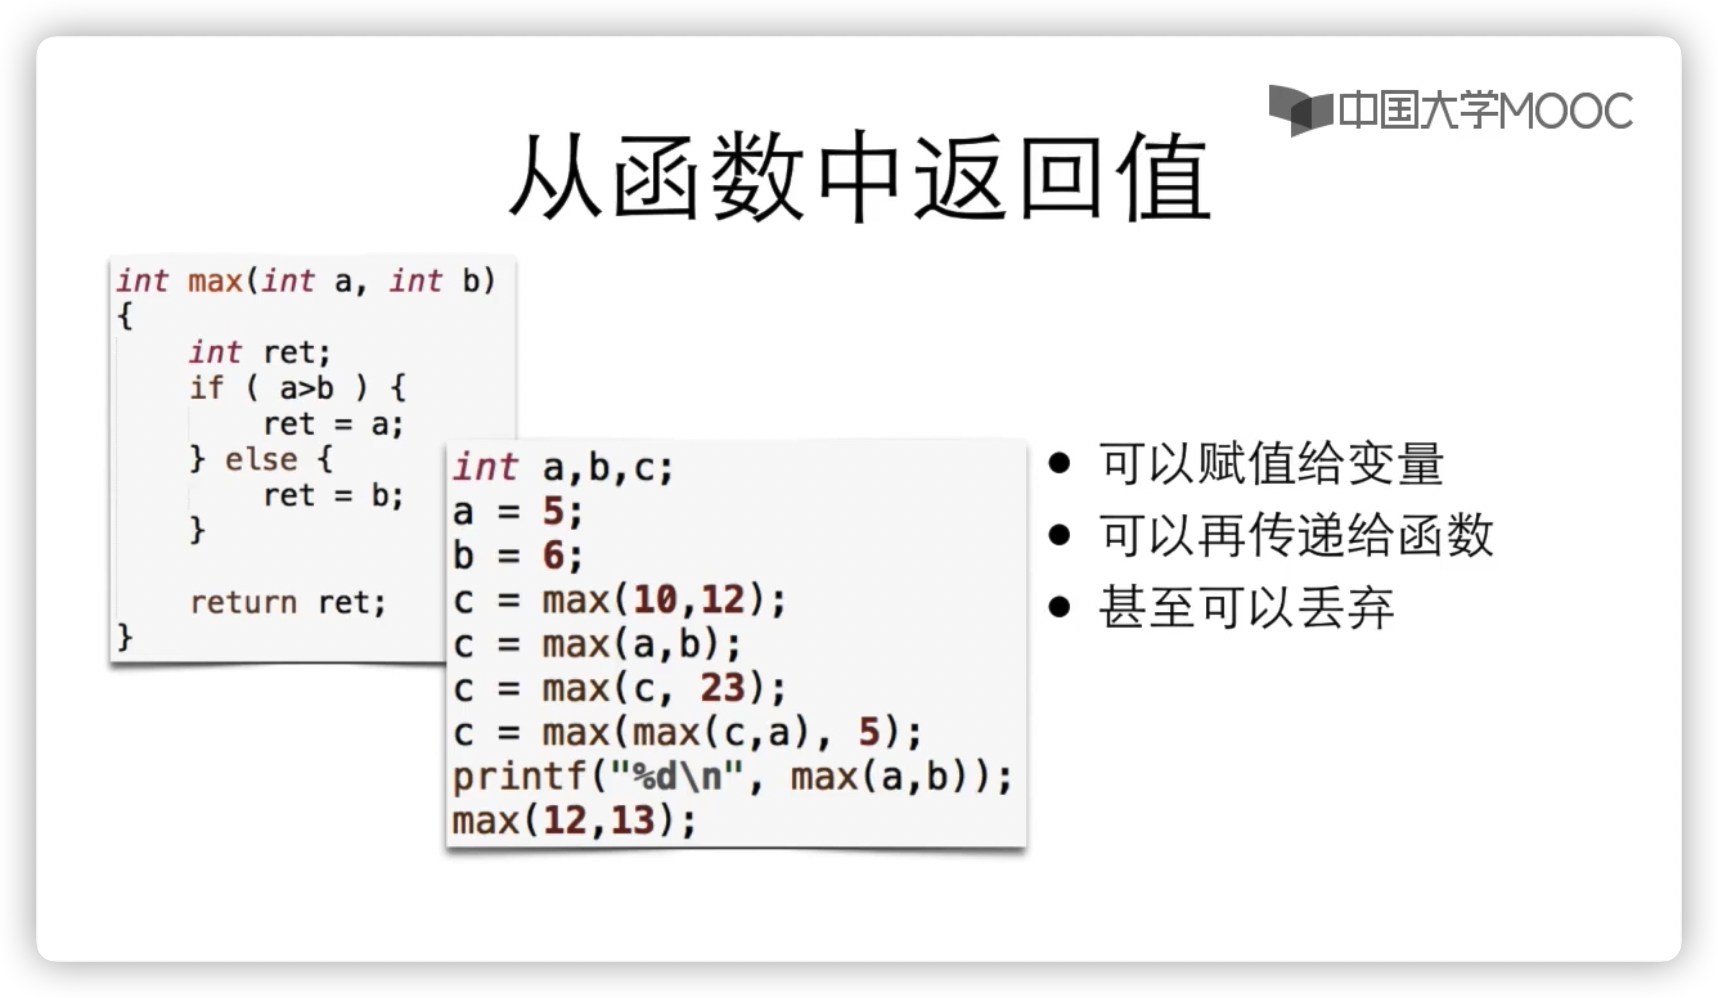 中国大学MOOC
从函数中返回值
int max(int a, int b)
{
    int ret;
    if ( a>b ) {
        ret = a;
    } else {
        ret = b;
    }

    return ret;
}
int a,b,c;
a = 5;
b = 6;
c = max(10,12);
c = max(a,b);
c = max(c, 23);
c = max(max(c,a), 5);
printf("%d\n", max(a,b));
max(12,13);
● 可以赋值给变量
● 可以再传递给函数
● 甚至可以丢弃